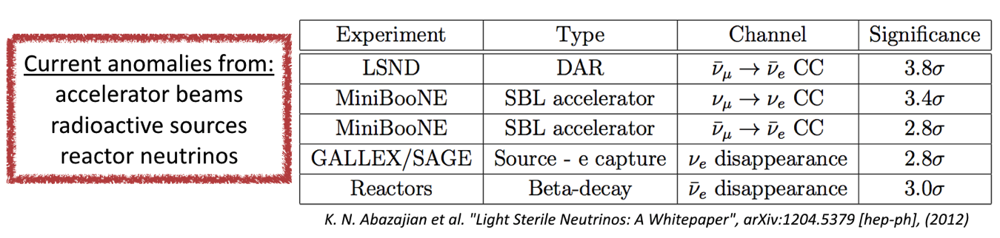 Current anomalies from:
accelerator beams
radioactive sources
reactor neutrinos
Experiment Type Channel Significance
LSND DAR ν̄μ → ν̄e CC 3.8σ
MiniBooNE SBL accelerator νμ → νe CC 3.4σ
MiniBooNE SBL accelerator ν̄μ → ν̄e CC 2.8σ
GALLEX/SAGE Source - e capture νe disappearance 2.8σ
Reactors Beta-decay ν̄e disappearance 3.0σ
K. N. Abazajian et al. "Light Sterile Neutrinos: A Whitepaper", arXiv:1204.5379 [hep-ph], (2012)